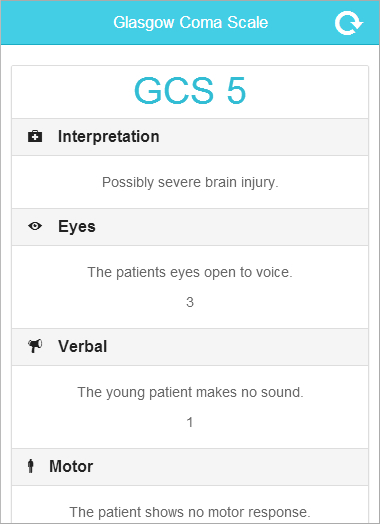 Glasgow Coma Scale
GCS 5
Interpretation
Possibly severe brain injury.
Eyes
The patients eyes open to voice.
3
Verbal
The young patient makes no sound.
1
Motor
The patient shows no motor response.